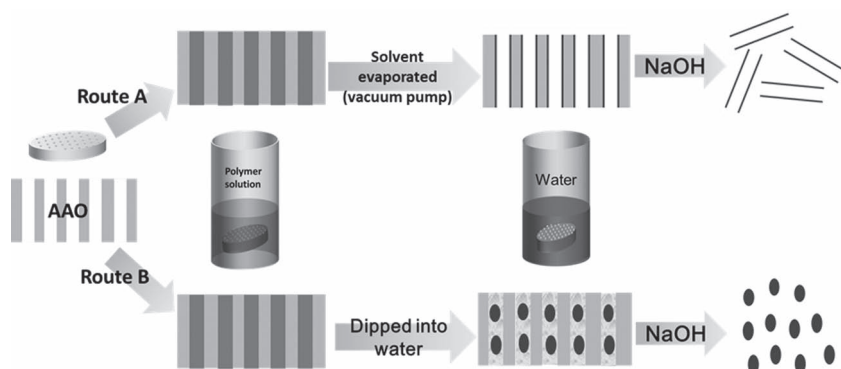 Route A
Solvent
evaporated
(vacuum pump)
NaOH
Polymer
solution
Water
AAO
Route B
Dipped into
water
NaOH